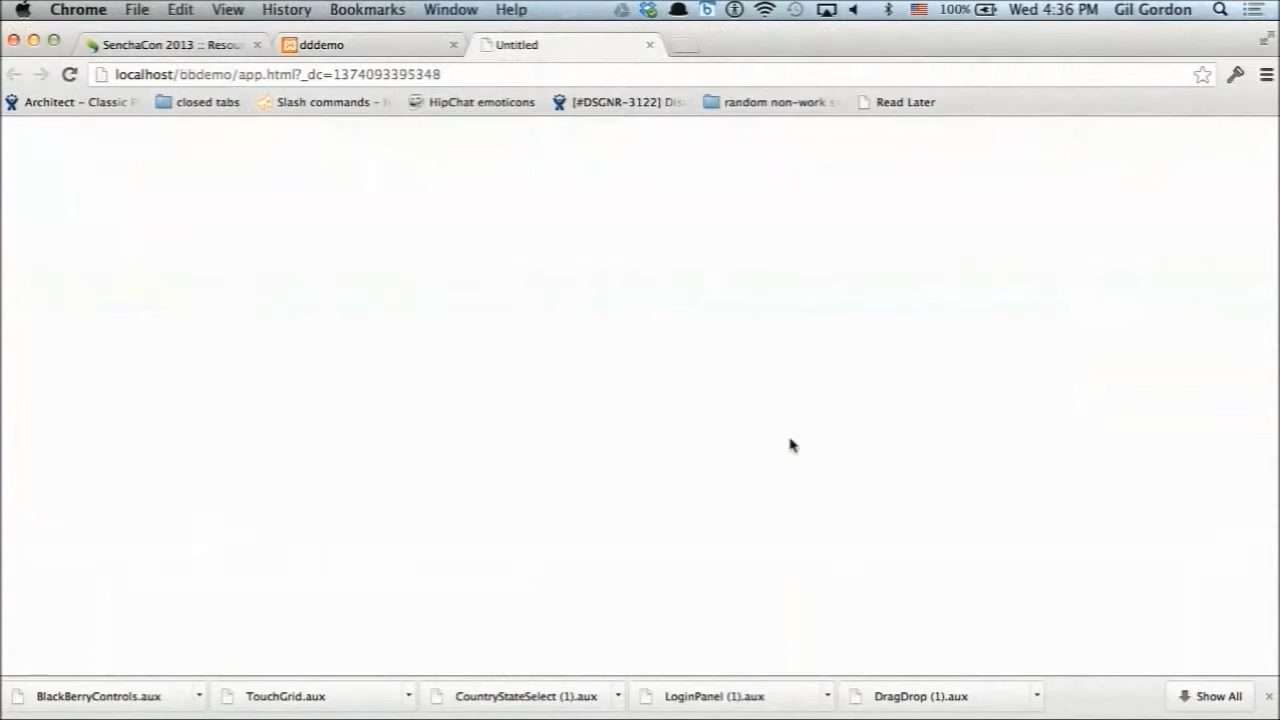 Chrome File Edit View History Bookmarks Window Help 100% Wed 4:36 PM Gil Gordon
SenchaCon 2013 :: Resou dddemo Untitled
localhost/bbdemo/app.html?_dc=1374093395348
Architect - Classic closed tabs Slash commands - HipChat emoticons [#DSGNR-3122] Dis random non-work s Read Later
BlackBerryControls.aux TouchGrid.aux CountryStateSelect (1).aux LoginPanel (1).aux DragDrop (1).aux Show All